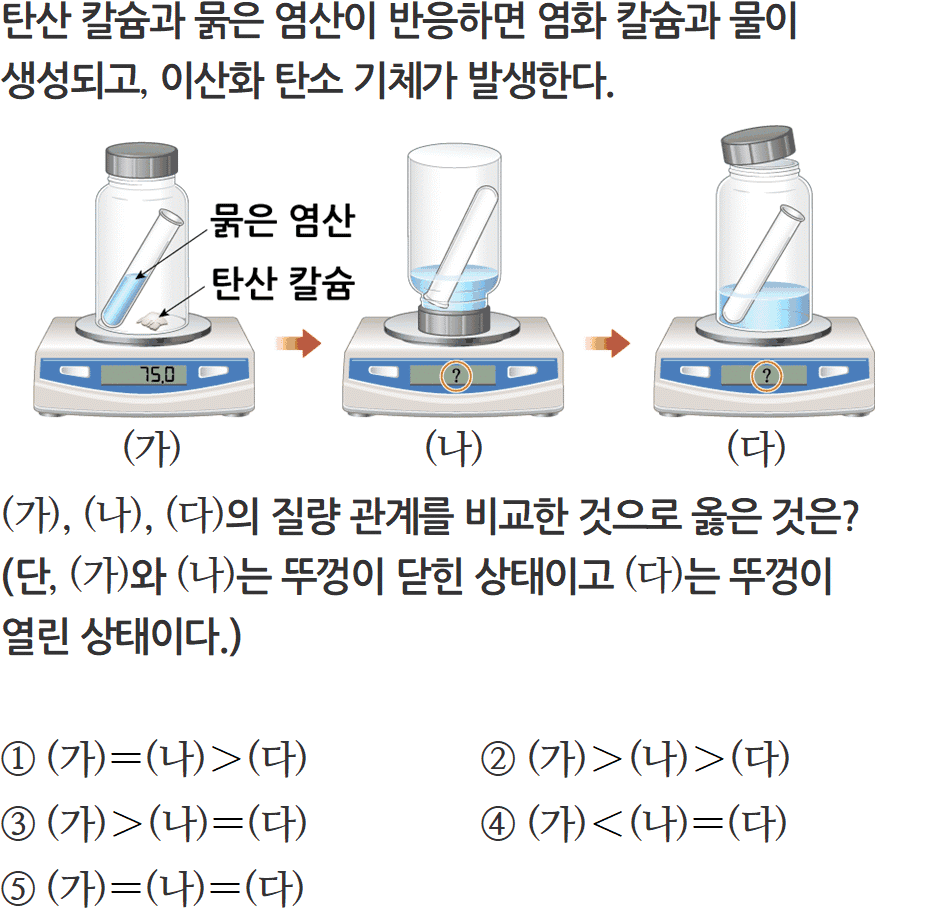 탄산 칼슘과 묽은 염산이 반응하면 염화 칼슘과 물이
생성되고, 이산화 탄소 기체가 발생한다.
묽은 염산
탄산 칼슘
75.0
?
?
(가)
(나)
(다)
(가), (나), (다)의 질량 관계를 비교한 것으로 옳은 것은?
(단, (가)와 (나)는 뚜껑이 닫힌 상태이고 (다)는 뚜껑이
열린 상태이다.)
① (가)=(나)>(다)
② (가)>(나)>(다)
③ (가)>(나)=(다)
④ (가)<(나)=(다)
⑤ (가)=(나)=(다)